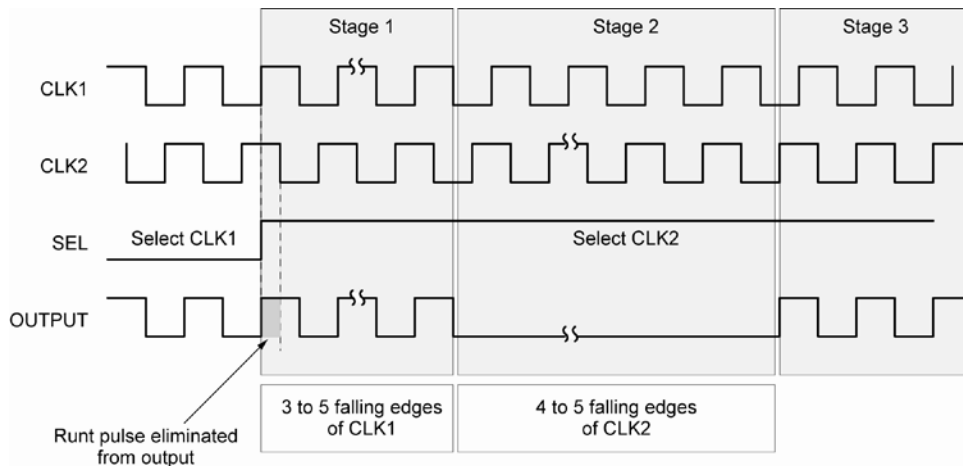 Stage 1
Stage 2
Stage 3
CLK1
CLK2
SEL
Select CLK1
Select CLK2
OUTPUT
3 to 5 falling edges
of CLK1
4 to 5 falling edges
of CLK2
Runt pulse eliminated
from output